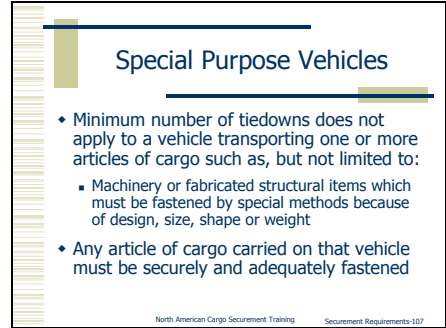 Special Purpose Vehicles
Minimum number of tiedowns does not
apply to a vehicle transporting one or more
articles of cargo such as, but not limited to:
Machinery or fabricated structural items which
must be fastened by special methods because
of design, size, shape or weight
Any article of cargo carried on that vehicle
must be securely and adequately fastened
North American Cargo Securement Training
Securement Requirements-107